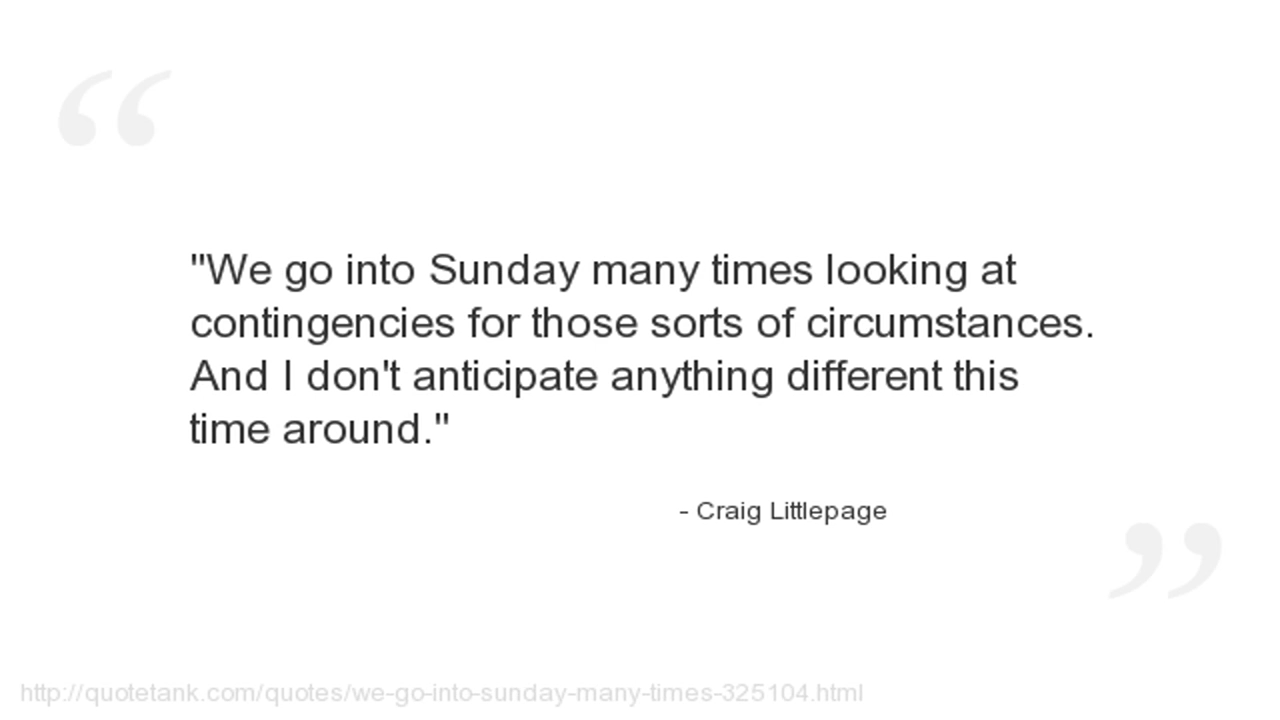 "We go into Sunday many times looking at
contingencies for those sorts of circumstances.
And I don't anticipate anything different this
time around."
- Craig Littlepage
http://quotetank.com/quotes/we-go-into-sunday-many-times-325104.html